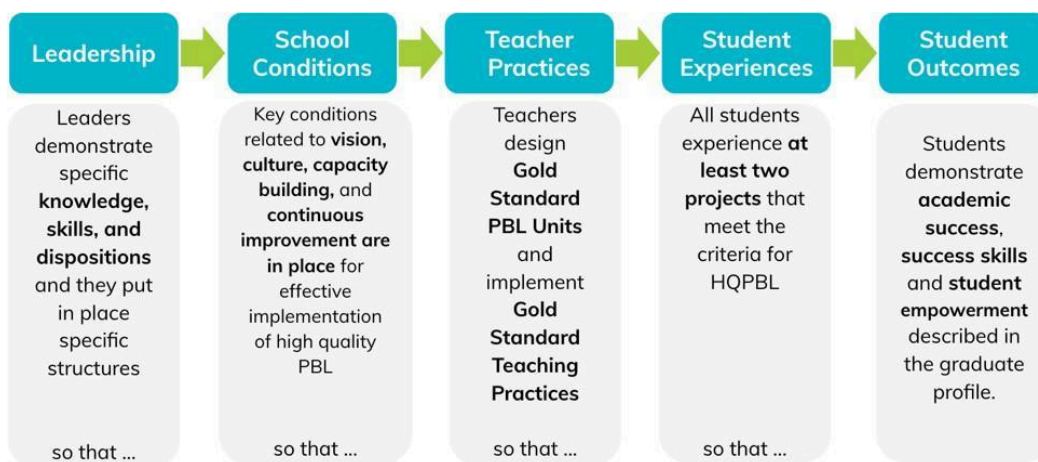 Leadership
School
Conditions
Teacher
Practices
Student
Experiences
Student
Outcomes
Leaders
demonstrate
specific
knowledge,
skills, and
dispositions
and they put
in place
specific
structures
so that ...
Key conditions
related to vision,
culture, capacity
building, and
continuous
improvement are
in place for
effective
implementation
of high quality
PBL
so that ...
Teachers
design
Gold
Standard
PBL Units
and
implement
Gold
Standard
Teaching
Practices
so that ...
All students
experience at
least two
projects that
meet the
criteria for
HQPBL
so that ...
Students
demonstrate
academic
success,
success skills
and student
empowerment
described in
the graduate
profile.